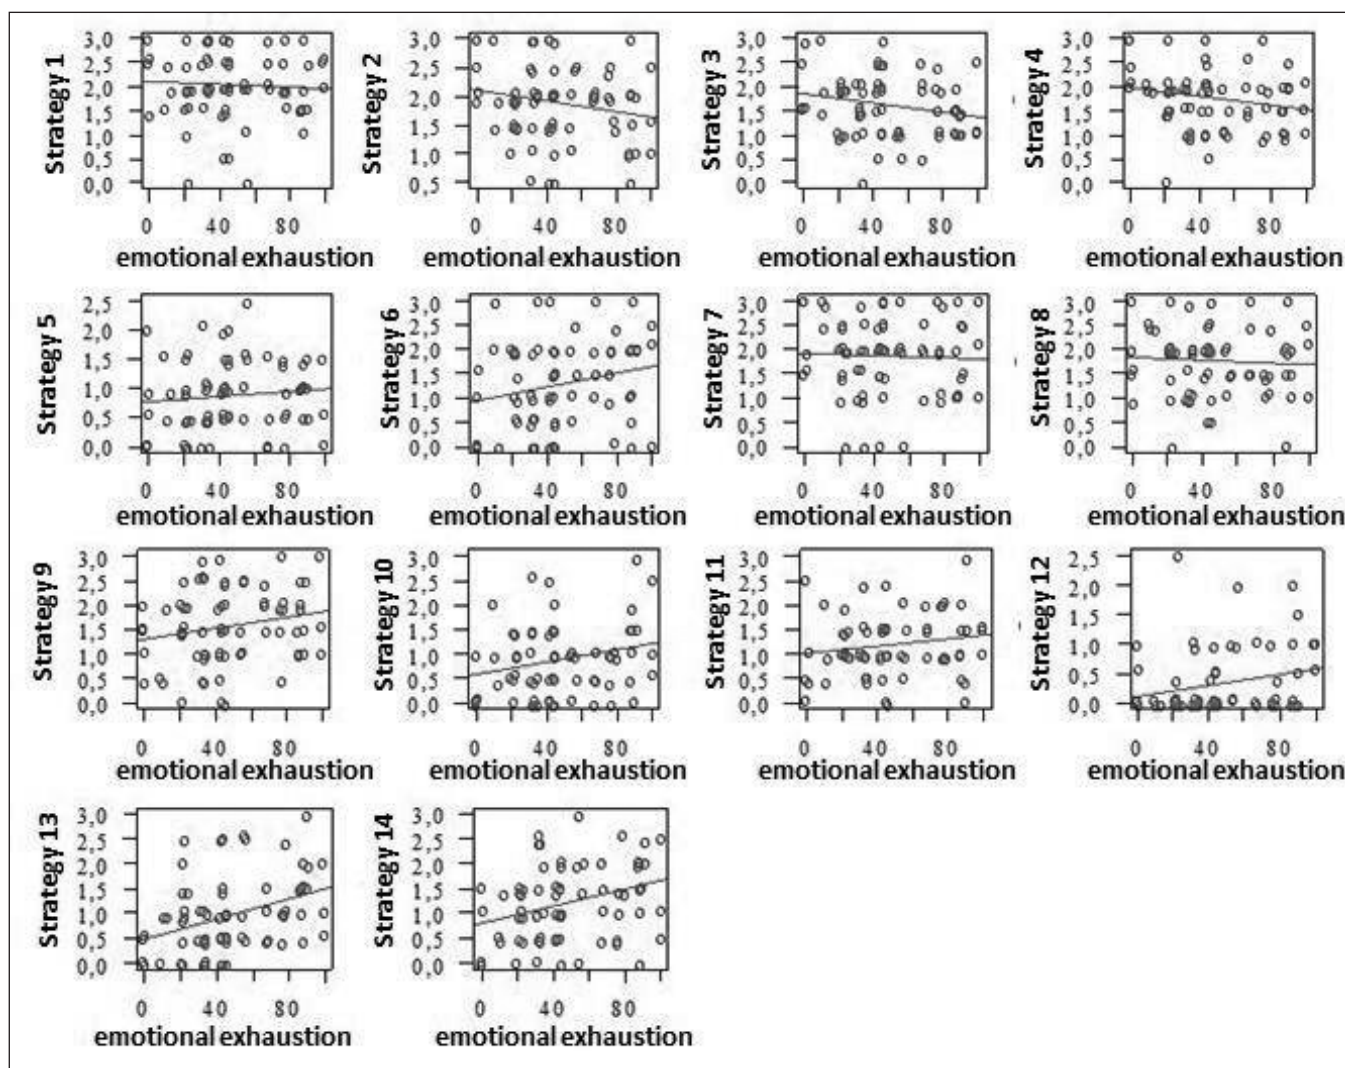 Strategy 1
3,0
2,5
2,0
1,5
1,0
0,5
0,0
0 40 80
emotional exhaustion
Strategy 2
3,0
2,5
2,0
1,5
1,0
0,5
0 40 80
emotional exhaustion
Strategy 3
3,0
2,5
2,0
1,5
1,0
0,5
0,0
0 40 80
emotional exhaustion
Strategy 4
3,0
2,5
2,0
1,5
1,0
0,5
0,0
0 40 80
emotional exhaustion
Strategy 5
2,5
2,0
1,5
1,0
0,5
0,0
0 40 80
emotional exhaustion
Strategy 6
3,0
2,5
2,0
1,5
1,0
0,5
0,0
0 40 80
emotional exhaustion
Strategy 7
3,0
2,5
2,0
1,5
1,0
0,5
0,0
0 40 80
emotional exhaustion
Strategy 8
3,0
2,5
2,0
1,5
1,0
0,5
0,0
0 40 80
emotional exhaustion
Strategy 9
3,0
2,5
2,0
1,5
1,0
0,5
0,0
0 40 80
emotional exhaustion
Strategy 10
3,0
2,5
2,0
1,5
1,0
0,5
0,0
0 40 80
emotional exhaustion
Strategy 11
3,0
2,5
2,0
1,5
1,0
0,5
0,0
0 40 80
emotional exhaustion
Strategy 12
2,5
2,0
1,5
1,0
0,5
0,0
0 40 80
emotional exhaustion
Strategy 13
3,0
2,5
2,0
1,5
1,0
0,5
0,0
0 40 80
emotional exhaustion
Strategy 14
3,0
2,5
2,0
1,5
1,0
0,5
0,0
0 40 80
emotional exhaustion